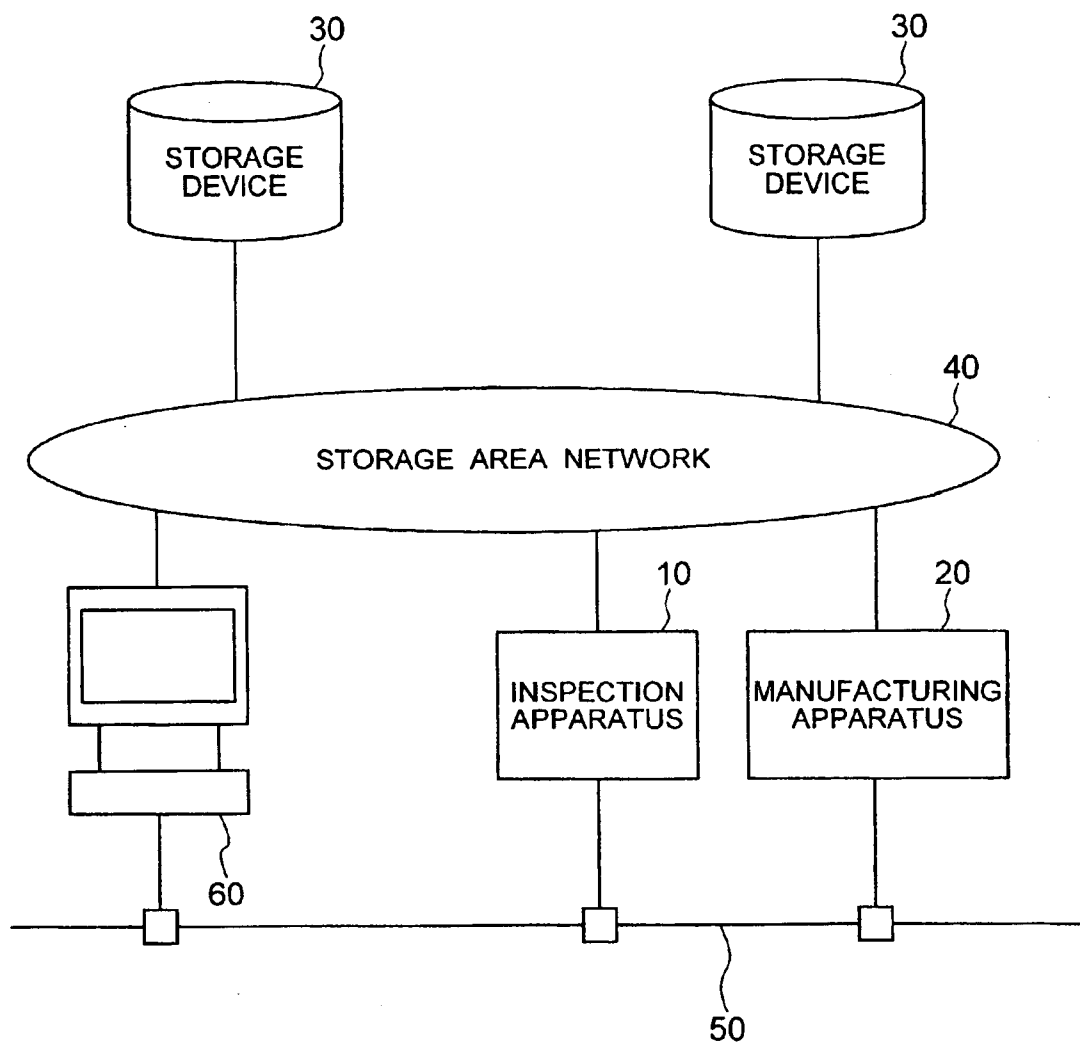 30
30
STORAGE
DEVICE
STORAGE
DEVICE
40
STORAGE AREA NETWORK
10
20
INSPECTION
APPARATUS
MANUFACTURING
APPARATUS
60
50